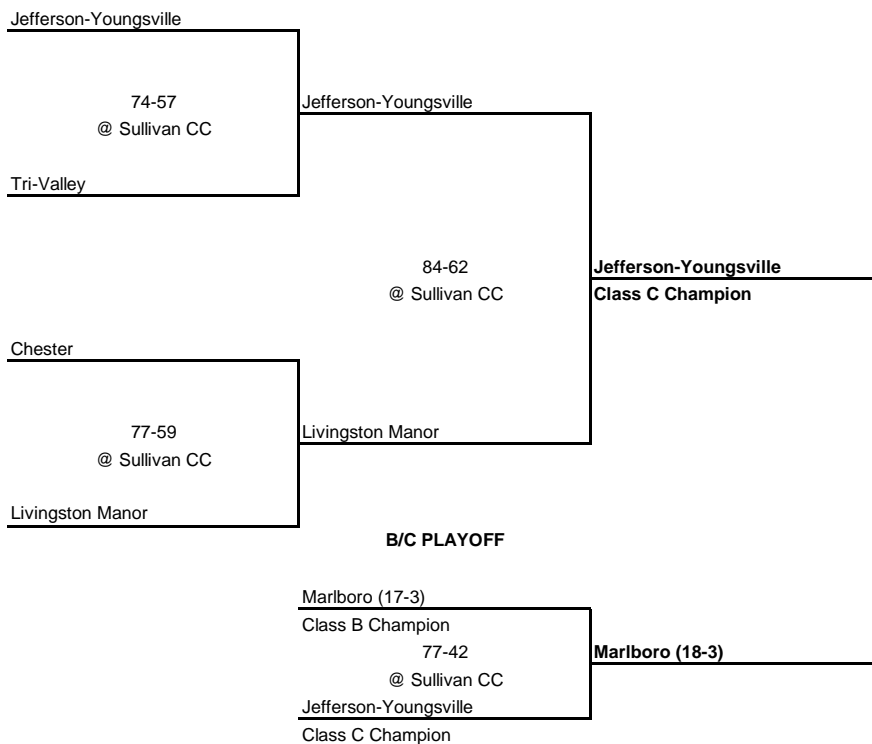 Jefferson-Youngsville
74-57
Jefferson-Youngsville
@ Sullivan CC
Tri-Valley
84-62
Jefferson-Youngsville
@ Sullivan CC
Class C Champion
Chester
77-59
Livingston Manor
@ Sullivan CC
Livingston Manor
B/C PLAYOFF
Marlboro (17-3)
Class B Champion
77-42
Marlboro (18-3)
@ Sullivan CC
Jefferson-Youngsville
Class C Champion